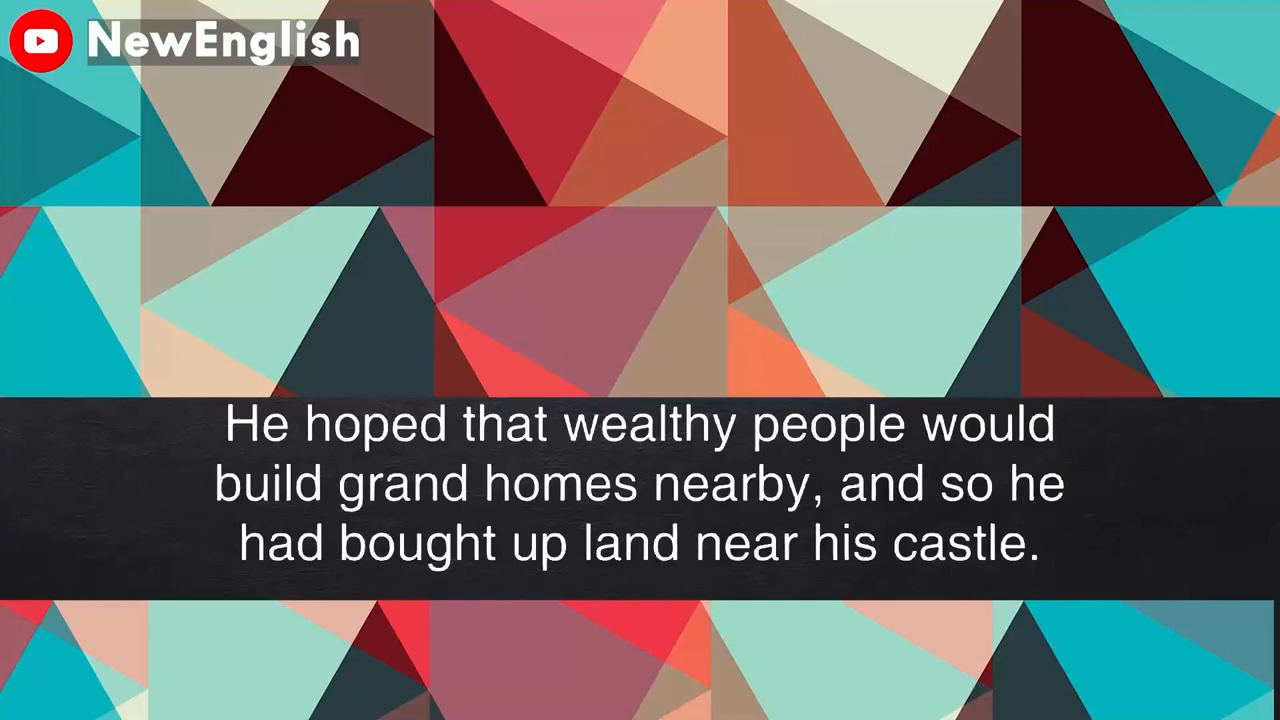 NewEnglish
He hoped that wealthy people would
build grand homes nearby, and so he
had bought up land near his castle.